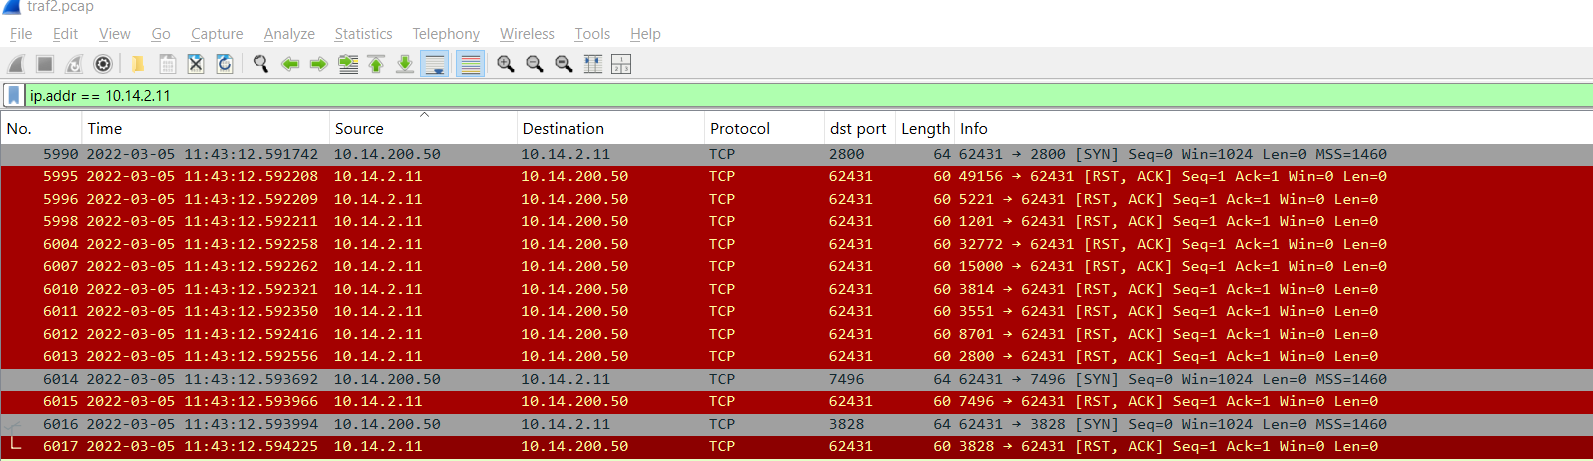 traf2.pcap
File Edit View Go Capture Analyze Statistics Telephony Wireless Tools Help
ip.addr == 10.14.2.11
No. Time Source Destination Protocol dst port Length Info
5990 2022-03-05 11:43:12.591742 10.14.200.50 10.14.2.11 TCP 2800 64 62431 → 2800 [SYN] Seq=0 Win=1024 Len=0 MSS=1460
5995 2022-03-05 11:43:12.592208 10.14.2.11 10.14.200.50 TCP 62431 60 49156 → 62431 [RST, ACK] Seq=1 Ack=1 Win=0 Len=0
5996 2022-03-05 11:43:12.592209 10.14.2.11 10.14.200.50 TCP 62431 60 5221 → 62431 [RST, ACK] Seq=1 Ack=1 Win=0 Len=0
5998 2022-03-05 11:43:12.592211 10.14.2.11 10.14.200.50 TCP 62431 60 1201 → 62431 [RST, ACK] Seq=1 Ack=1 Win=0 Len=0
6004 2022-03-05 11:43:12.592258 10.14.2.11 10.14.200.50 TCP 62431 60 32772 → 62431 [RST, ACK] Seq=1 Ack=1 Win=0 Len=0
6007 2022-03-05 11:43:12.592262 10.14.2.11 10.14.200.50 TCP 62431 60 15000 → 62431 [RST, ACK] Seq=1 Ack=1 Win=0 Len=0
6010 2022-03-05 11:43:12.592321 10.14.2.11 10.14.200.50 TCP 62431 60 3814 → 62431 [RST, ACK] Seq=1 Ack=1 Win=0 Len=0
6011 2022-03-05 11:43:12.592350 10.14.2.11 10.14.200.50 TCP 62431 60 3551 → 62431 [RST, ACK] Seq=1 Ack=1 Win=0 Len=0
6012 2022-03-05 11:43:12.592416 10.14.2.11 10.14.200.50 TCP 62431 60 8701 → 62431 [RST, ACK] Seq=1 Ack=1 Win=0 Len=0
6013 2022-03-05 11:43:12.592556 10.14.2.11 10.14.200.50 TCP 62431 60 2800 → 62431 [RST, ACK] Seq=1 Ack=1 Win=0 Len=0
6014 2022-03-05 11:43:12.593692 10.14.200.50 10.14.2.11 TCP 7496 64 62431 → 7496 [SYN] Seq=0 Win=1024 Len=0 MSS=1460
6015 2022-03-05 11:43:12.593966 10.14.2.11 10.14.200.50 TCP 62431 60 7496 → 62431 [RST, ACK] Seq=1 Ack=1 Win=0 Len=0
6016 2022-03-05 11:43:12.593994 10.14.200.50 10.14.2.11 TCP 3828 64 62431 → 3828 [SYN] Seq=0 Win=1024 Len=0 MSS=1460
6017 2022-03-05 11:43:12.594225 10.14.2.11 10.14.200.50 TCP 62431 60 3828 → 62431 [RST, ACK] Seq=1 Ack=1 Win=0 Len=0